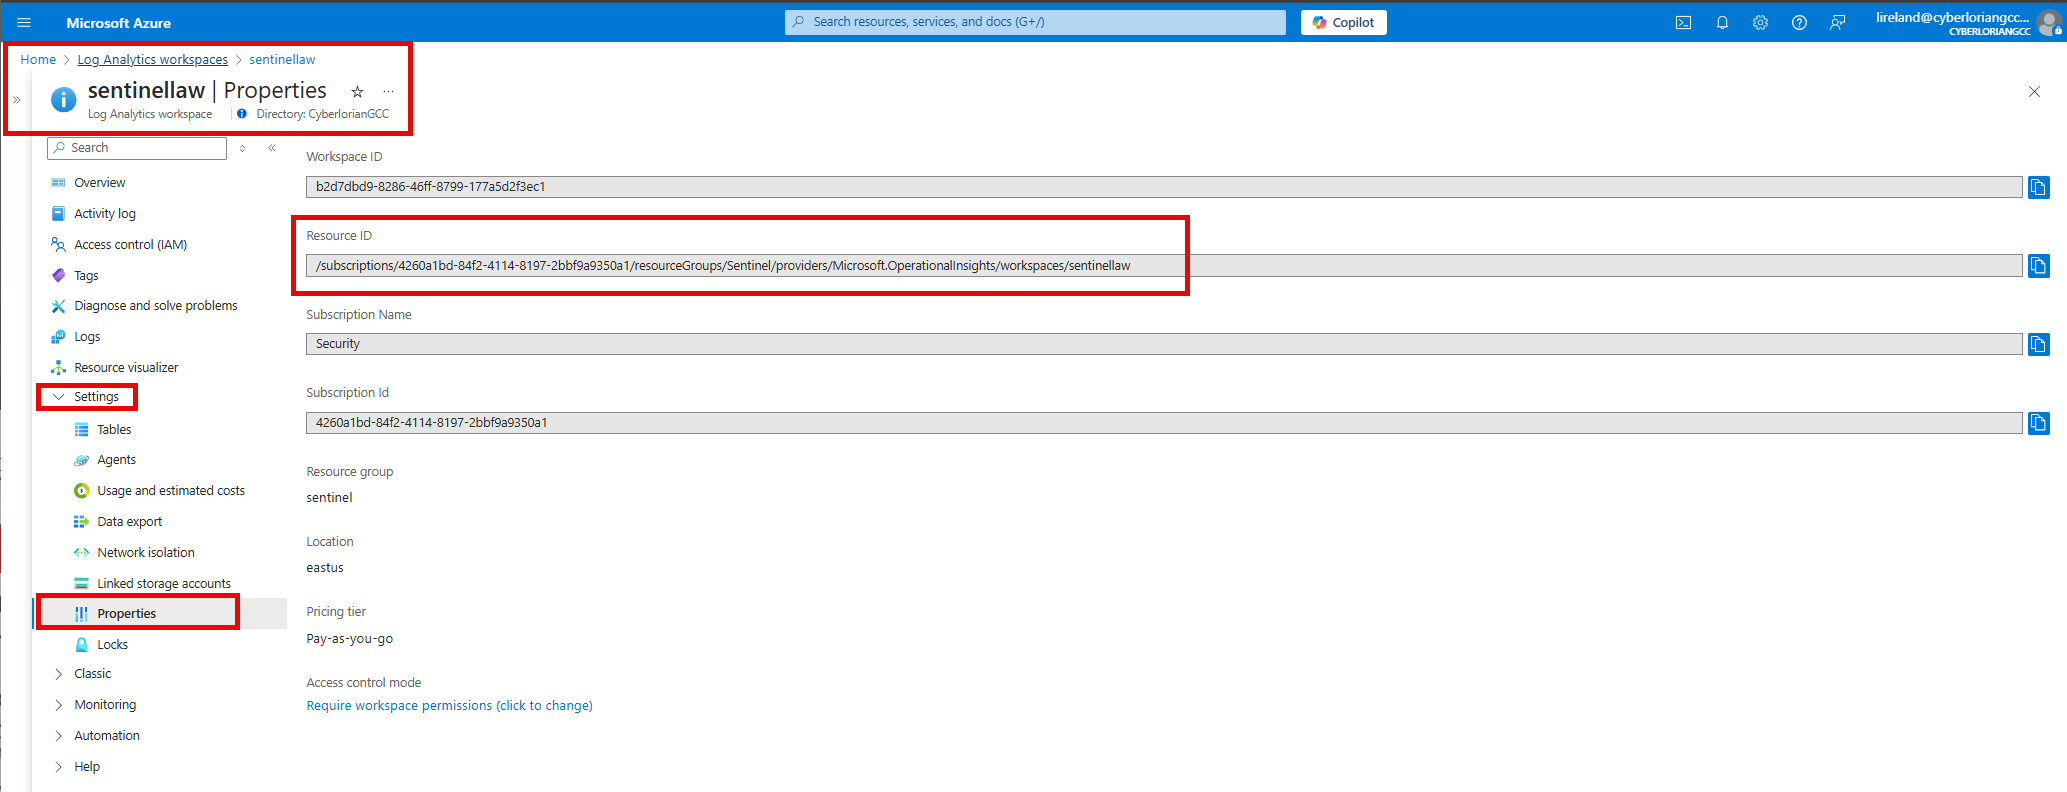 Microsoft Azure
Search resources, services, and docs (G+/)
Copilot
lireland@cyberloriangcc...
CYBERLORIANGCC
Home > Log Analytics workspaces > sentinellaw
sentinellaw | Properties
Log Analytics workspace
Directory: CyberlorianGCC
Search
Overview
Activity log
Access control (IAM)
Tags
Diagnose and solve problems
Logs
Resource visualizer
Settings
Tables
Agents
Usage and estimated costs
Data export
Network isolation
Linked storage accounts
Properties
Locks
Classic
Monitoring
Automation
Help
Workspace ID
b2d7dbd9-8286-46ff-8799-177a5d2f3ec1
Resource ID
/subscriptions/4260a1bd-84f2-4114-8197-2bbf9a9350a1/resourceGroups/Sentinel/providers/Microsoft.OperationalInsights/workspaces/sentinellaw
Subscription Name
Security
Subscription Id
4260a1bd-84f2-4114-8197-2bbf9a9350a1
Resource group
sentinel
Location
eastus
Pricing tier
Pay-as-you-go
Access control mode
Require workspace permissions (click to change)